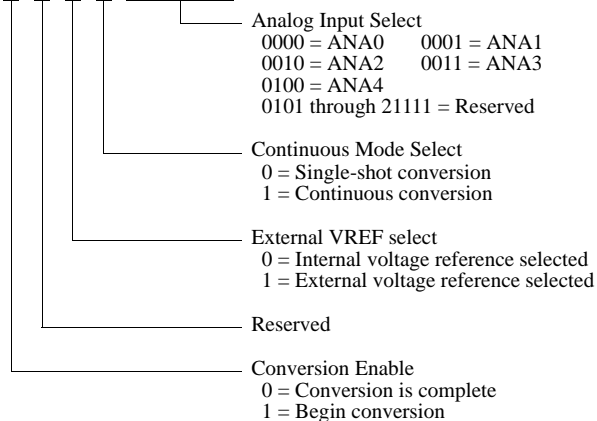 Analog Input Select
0000 = ANA0 0001 = ANA1
0010 = ANA2 0011 = ANA3
0100 = ANA4
0101 through 21111 = Reserved
Continuous Mode Select
0 = Single-shot conversion
1 = Continuous conversion
External VREF select
0 = Internal voltage reference selected
1 = External voltage reference selected
Reserved
Conversion Enable
0 = Conversion is complete
1 = Begin conversion